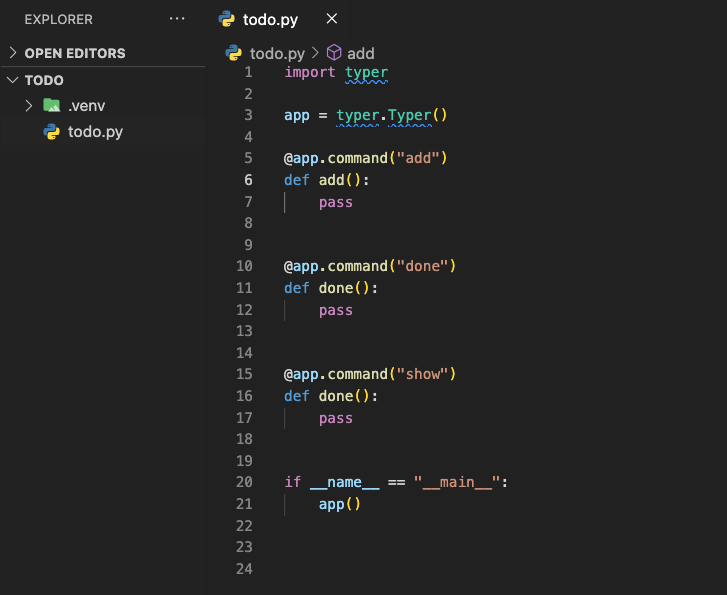 EXPLORER ...
OPEN EDITORS
TODO
.venv
todo.py
todo.py ×
todo.py > add
1 import typer
2
3 app = typer.Typer()
4
5 @app.command("add")
6 def add():
7     pass
8
9
10 @app.command("done")
11 def done():
12     pass
13
14
15 @app.command("show")
16 def done():
17     pass
18
19
20 if __name__ == "__main__":
21     app()
22
23
24